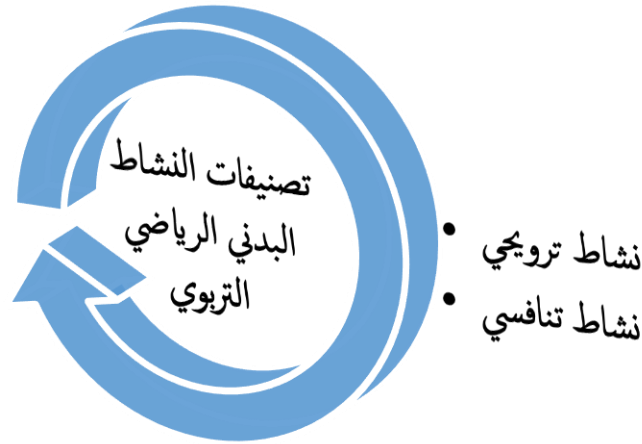 تصنيفات النشاط
البدني الرياضي
التربوي
• نشاط ترويحي
• نشاط تنافسي